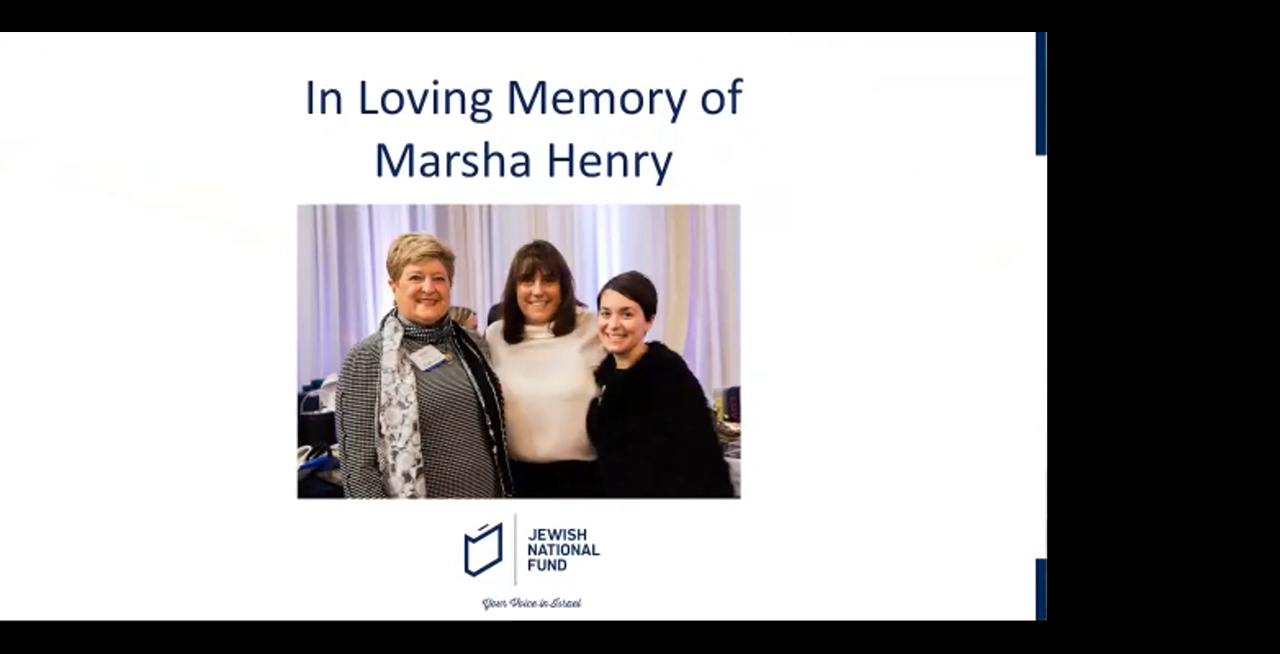 In Loving Memory of
Marsha Henry
JEWISH
NATIONAL
FUND
Your Voice in Israel